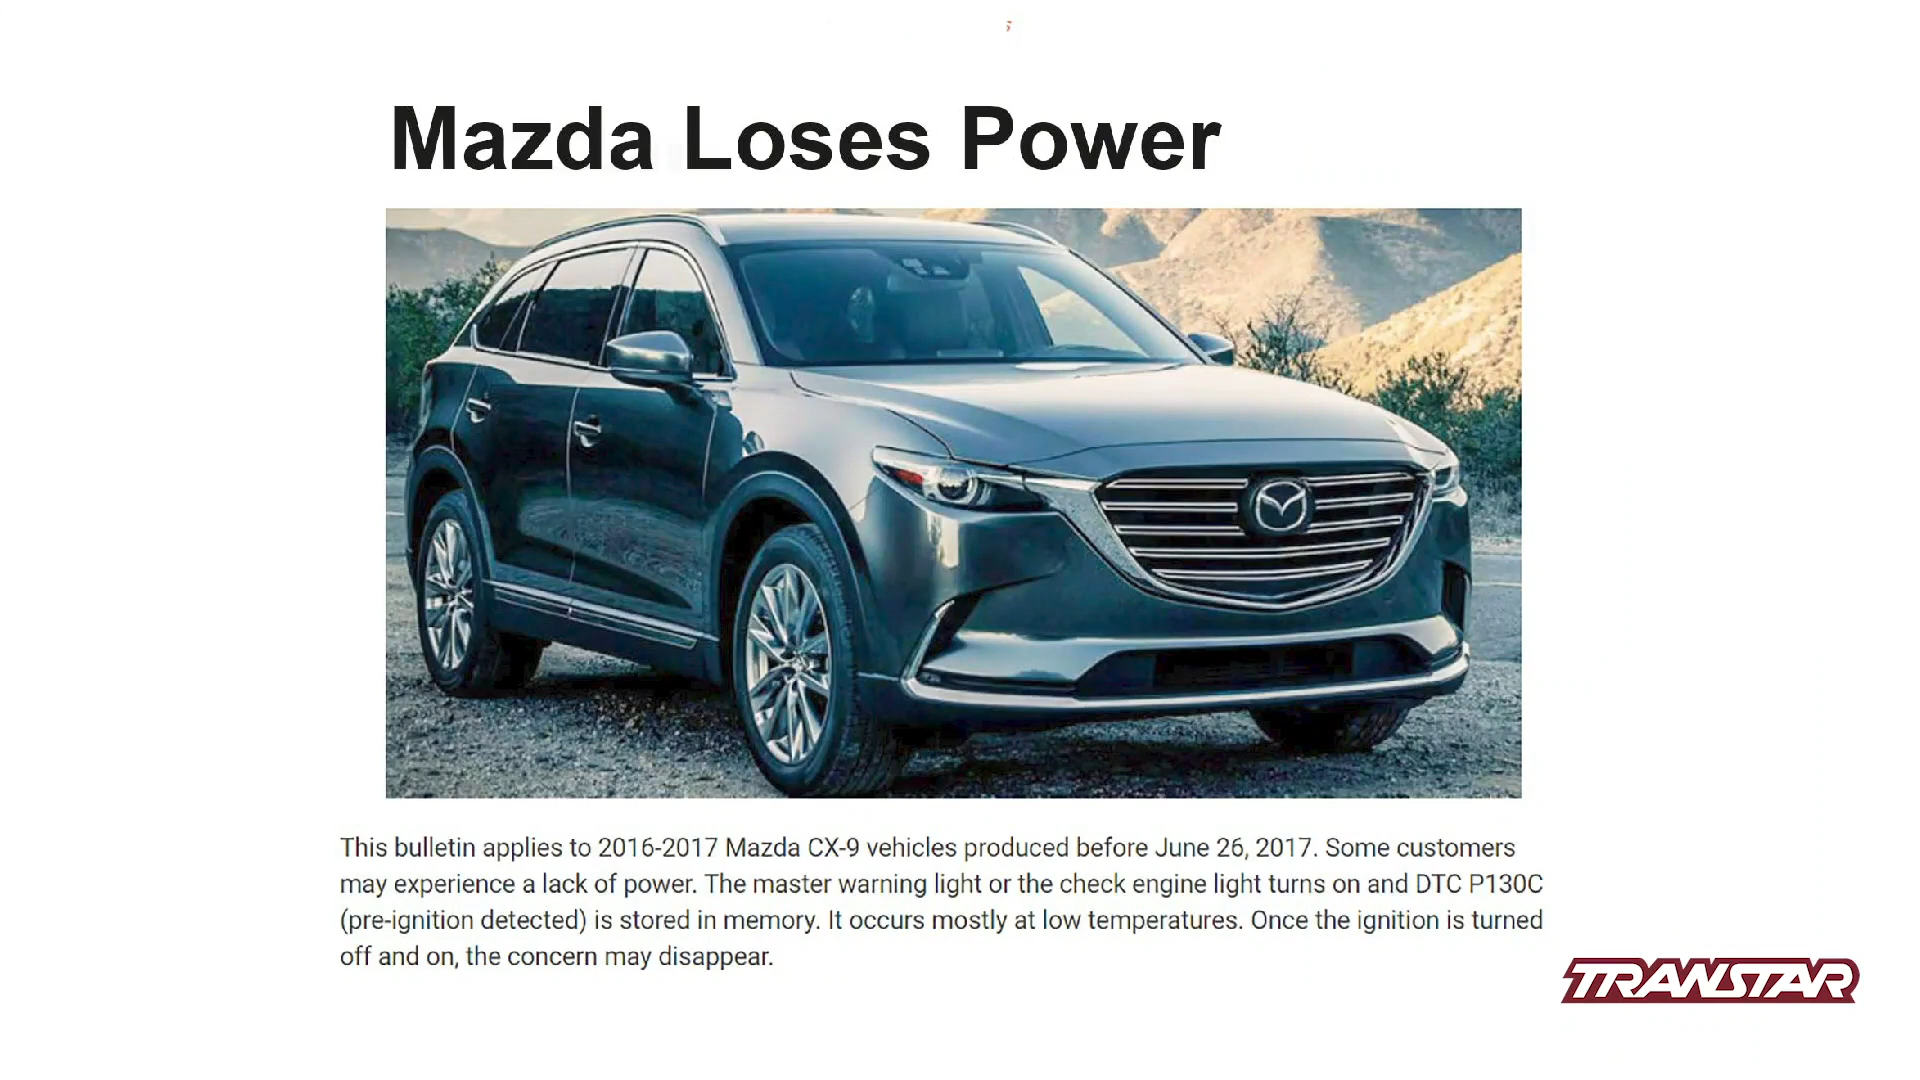 Mazda Loses Power
This bulletin applies to 2016-2017 Mazda CX-9 vehicles produced before June 26, 2017. Some customers
may experience a lack of power. The master warning light or the check engine light turns on and DTC P130C
(pre-ignition detected) is stored in memory. It occurs mostly at low temperatures. Once the ignition is turned
off and on, the concern may disappear.
TRANSTAR